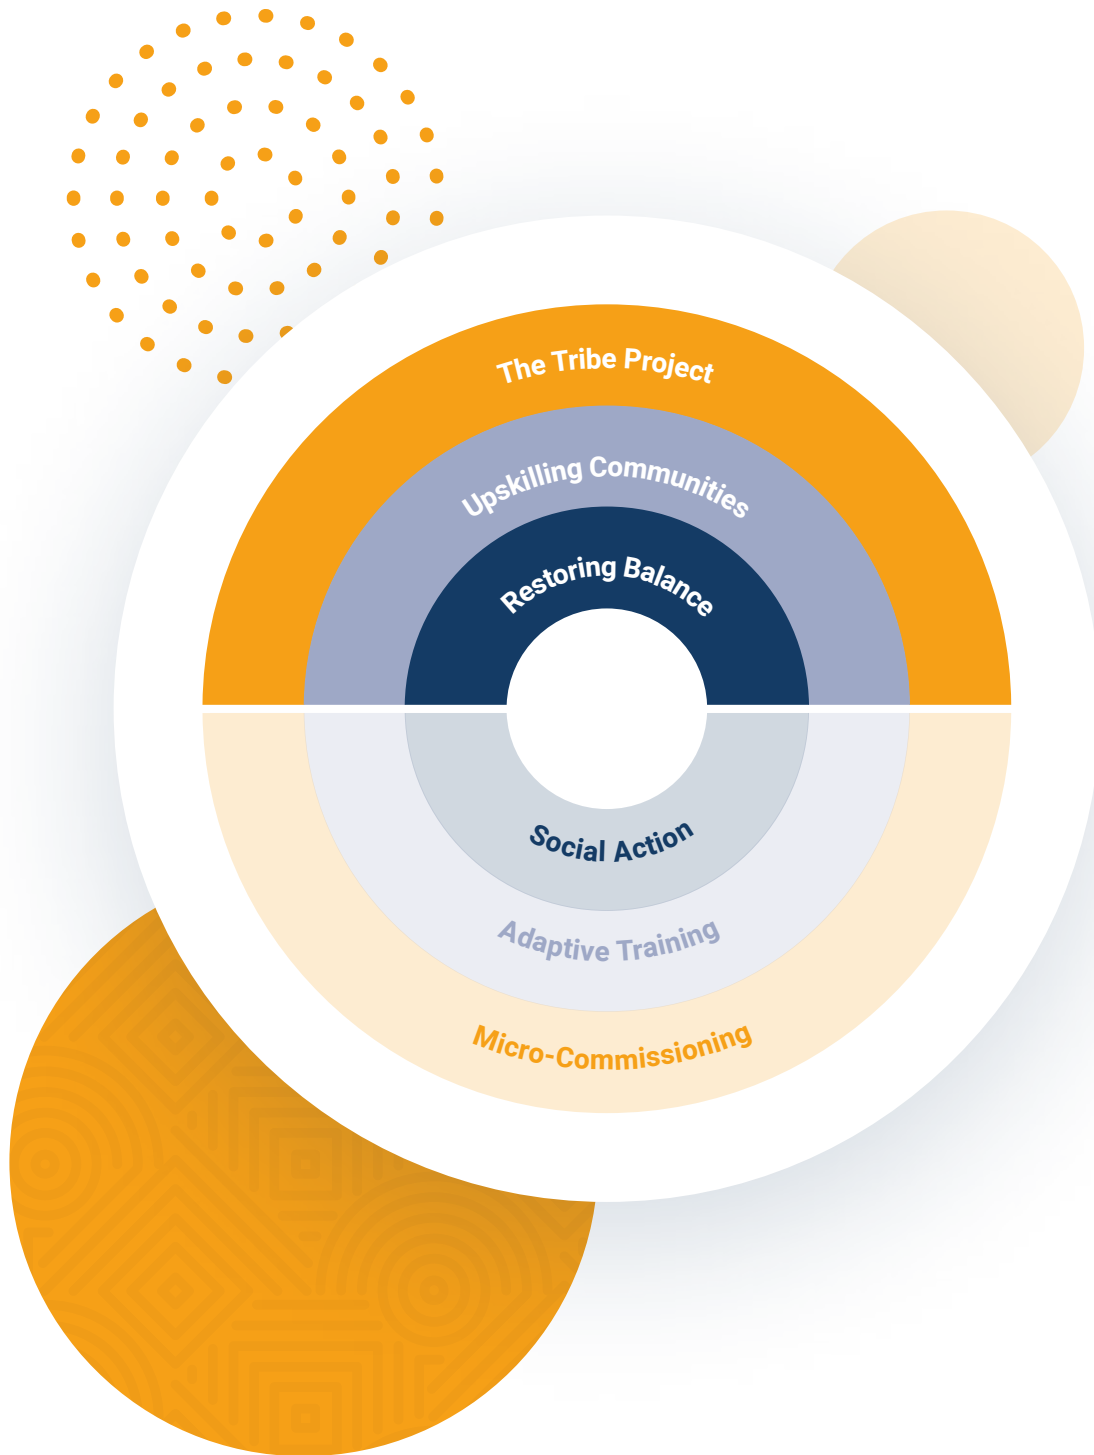 The Tribe Project
Upskilling Communities
Restoring Balance
Social Action
Adaptive Training
Micro-Commissioning